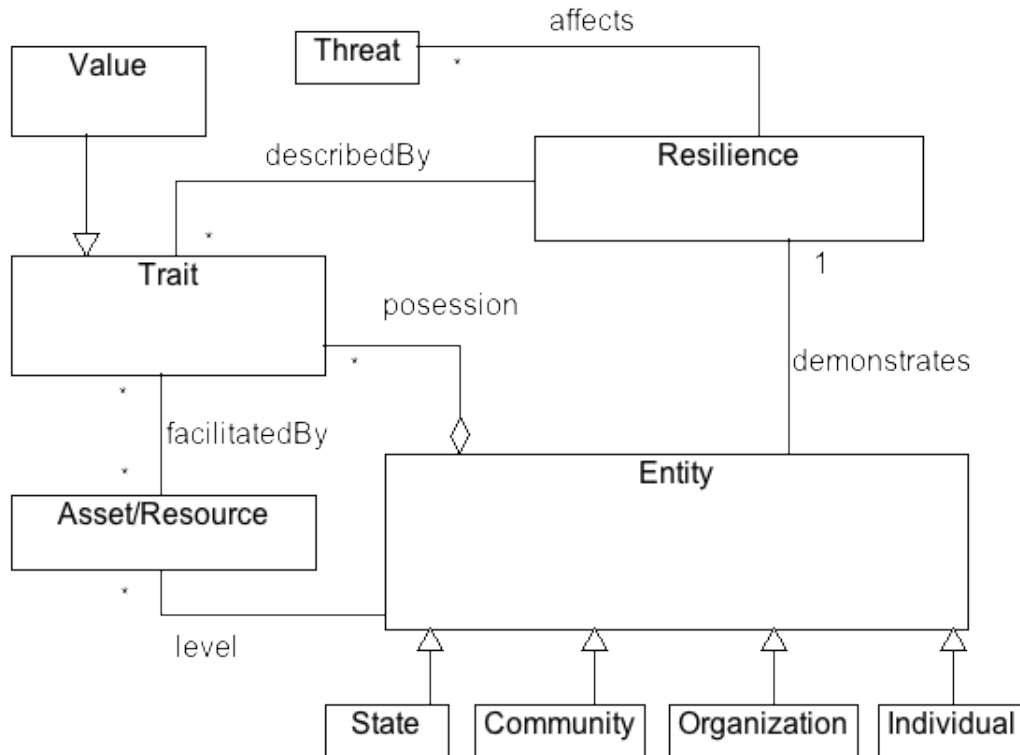 affects
Threat
*
Value
describedBy
Resilience
*
1
Trait
posession
*
demonstrates
*
facilitatedBy
*
Entity
Asset/Resource
*
level
State
Community
Organization
Individual